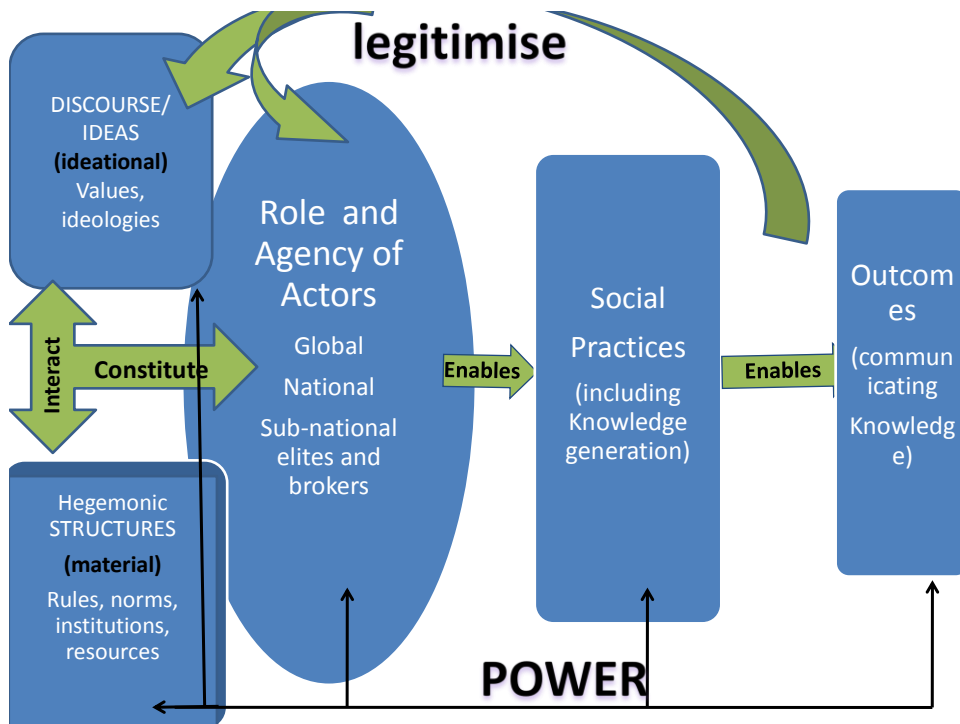 legitimise
DISCOURSE/
IDEAS
(ideational)
Values,
ideologies
Interact
Constitute
Hegemonic
STRUCTURES
(material)
Rules, norms,
institutions,
resources
Role and
Agency of
Actors
Global
National
Sub-national
elites and
brokers
Enables
Social
Practices
(including
Knowledge
generation)
Enables
Outcom
es
(commun
icating
Knowledg
e)
POWER